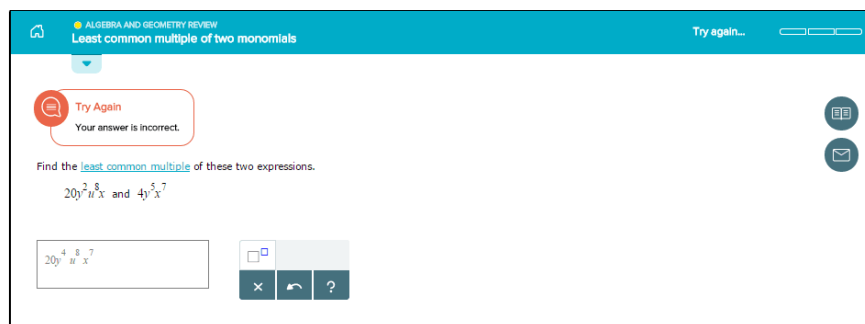 ALGEBRA AND GEOMETRY REVIEW
Least common multiple of two monomials
Try again...
Try Again
Your answer is incorrect.
Find the least common multiple of these two expressions.
20y²u⁸x and 4y⁵x⁷
20y⁴u⁸x⁷
?